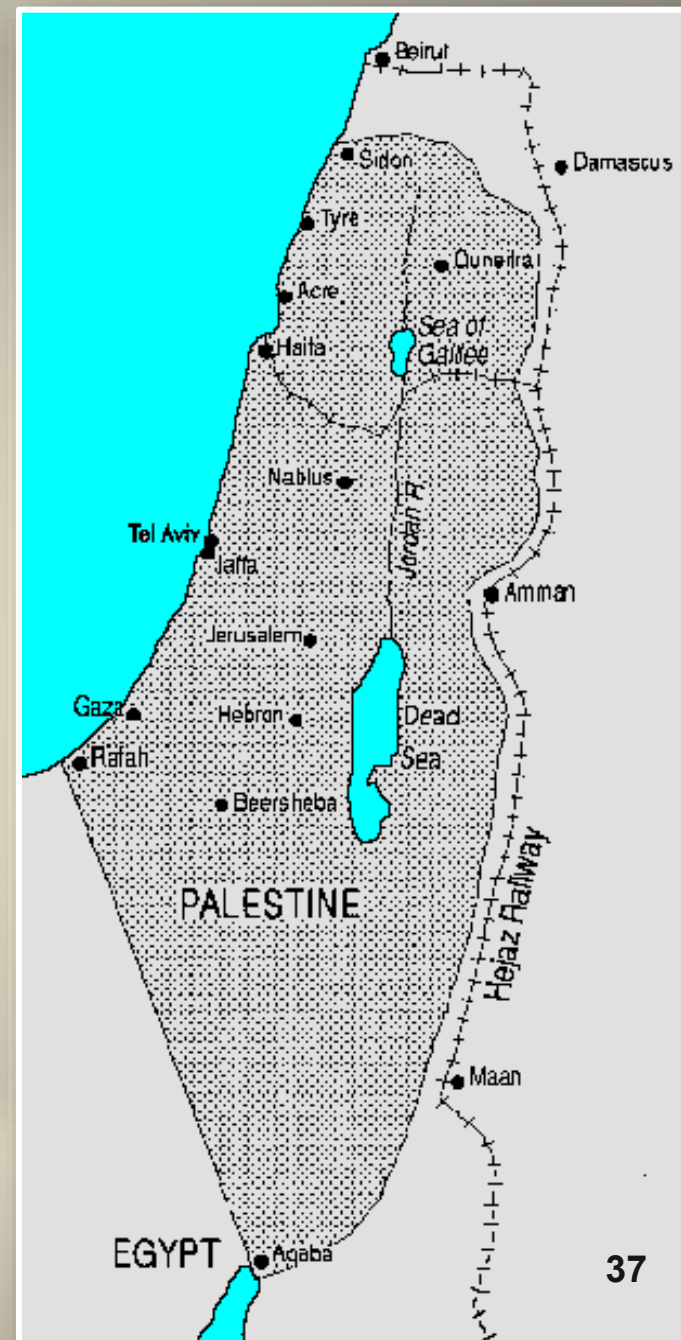 Beirut
Damascus
Sidon
Tyre
Quneitra
Acre
Sea of
Galilee
Haifa
Nablus
Jordan R
Tel Aviv
Jaffa
Amman
Jerusalem
Gaza
Hebron
Dead
Sea
Rafah
Beersheba
PALESTINE
Hejaz Railway
Maan
EGYPT
Aqaba
37